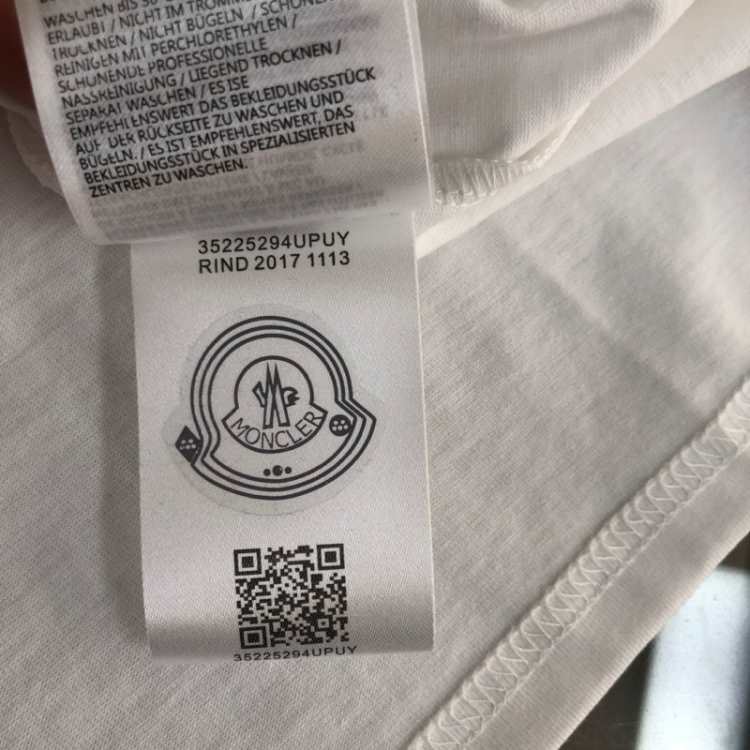 WASCHEN BIS 30
ERLAUBT / NICHT IM TROMMEL
TROCKNEN / NICHT BÜGELN / SCHONEN
REINIGEN MIT PERCHLORETHYLEN /
SCHONENDE PROFESSIONELLE
NASSREINIGUNG / LIEGEND TROCKNEN /
SEPARAT WASCHEN / ES ISE
EMPFEHLENSWERT DAS BEKLEIDUNGSSTÜCK
AUF DER RÜCKSEITE ZU WASCHEN UND
BÜGELN. / ES IST EMPFEHLENSWERT, DAS
BEKLEIDUNGSSTÜCK IN SPEZIALISIERTEN
ZENTREN ZU WASCHEN.
35225294UPUY
RIND 2017 1113
MONCLER
35225294UPUY